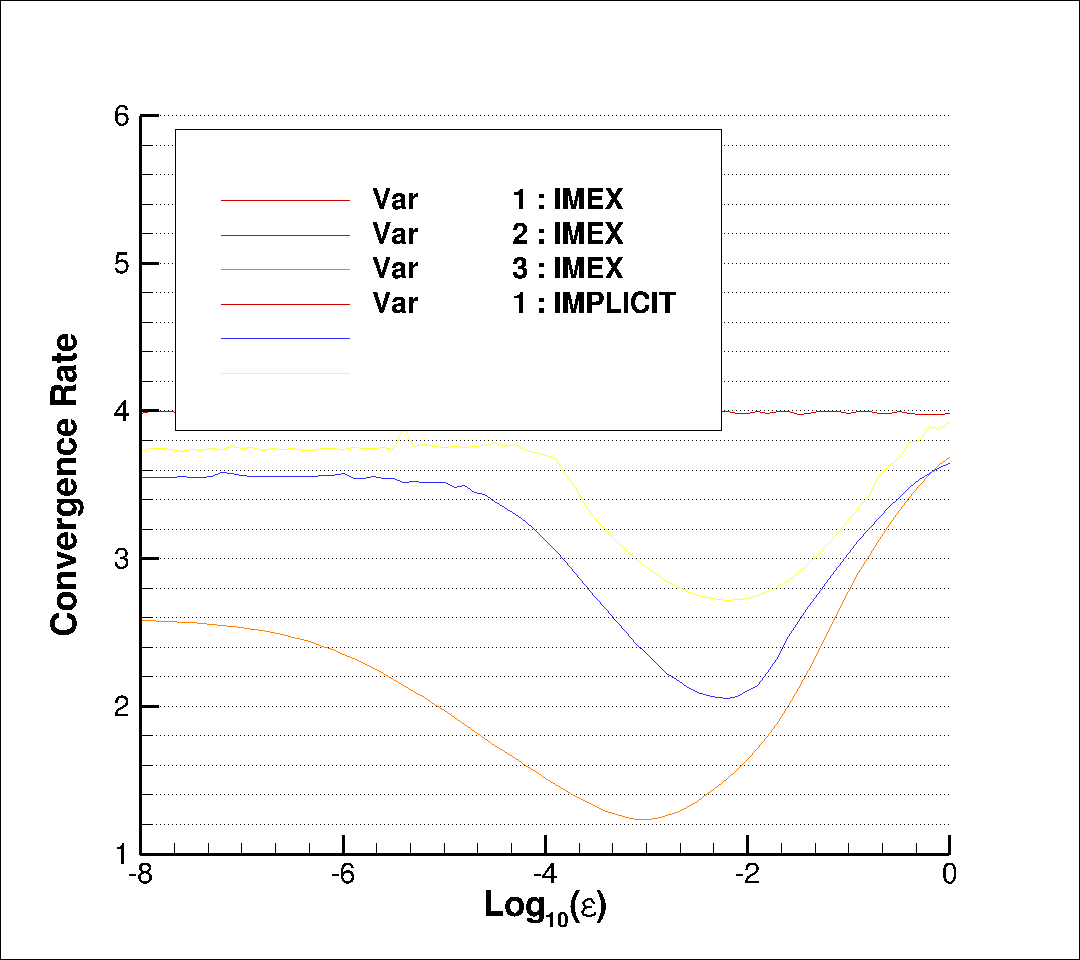 6
5
4
3
2
1
Var 1 : IMEX
Var 2 : IMEX
Var 3 : IMEX
Var 1 : IMPLICIT
Convergence Rate
-8 -6 -4 -2 0
Log10(ε)